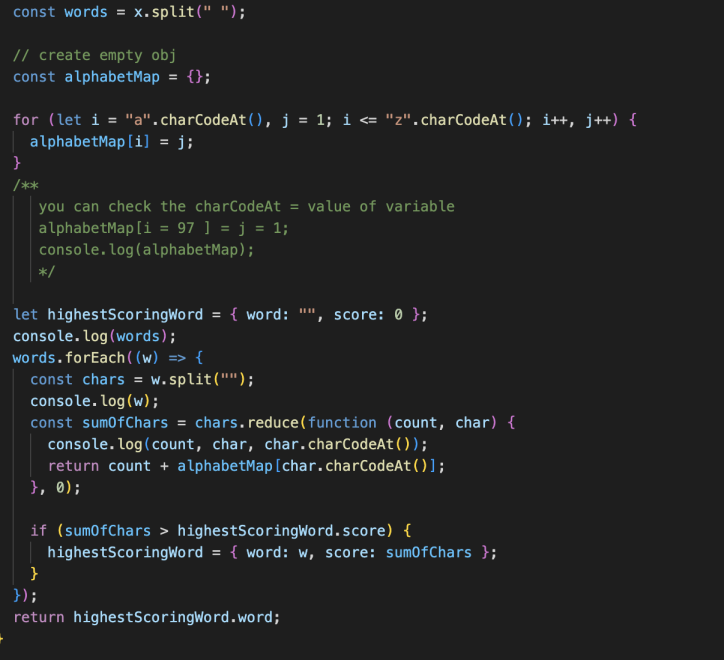 const words = x.split(" ");
// create empty obj
const alphabetMap = {};
for (let i = "a".charCodeAt(), j = 1; i <= "z".charCodeAt(); i++, j++) {
alphabetMap[i] = j;
}
/**
you can check the charCodeAt = value of variable
alphabetMap[i = 97 ] = j = 1;
console.log(alphabetMap);
*/
let highestScoringWord = { word: "", score: 0 };
console.log(words);
words.forEach((w) => {
const chars = w.split("");
console.log(w);
const sumOfChars = chars.reduce(function (count, char) {
console.log(count, char, char.charCodeAt());
return count + alphabetMap[char.charCodeAt()];
}, 0);
if (sumOfChars > highestScoringWord.score) {
highestScoringWord = { word: w, score: sumOfChars };
}
});
return highestScoringWord.word;
}